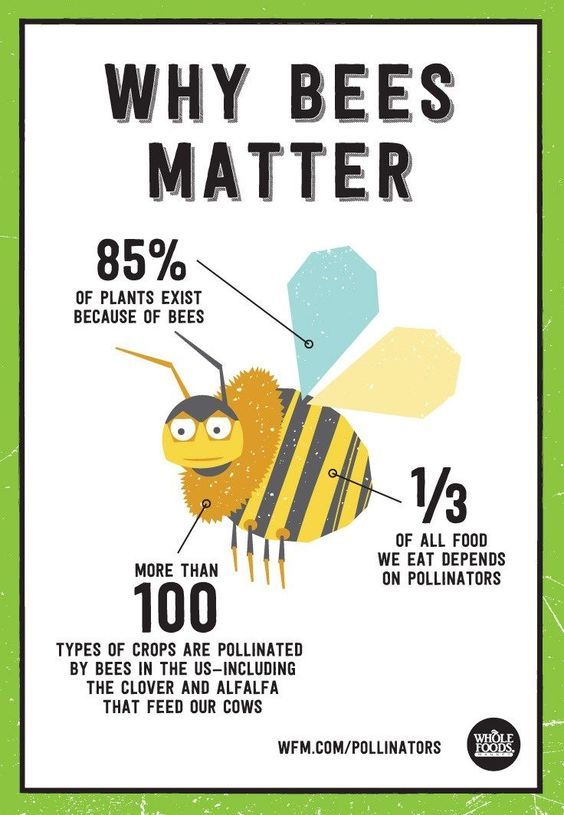 WHY BEES
MATTER
85%
OF PLANTS EXIST
BECAUSE OF BEES
1/3
OF ALL FOOD
WE EAT DEPENDS
ON POLLINATORS
MORE THAN
100
TYPES OF CROPS ARE POLLINATED
BY BEES IN THE US–INCLUDING
THE CLOVER AND ALFALFA
THAT FEED OUR COWS
WFM.COM/POLLINATORS
WHOLE
FOODS
MARKET